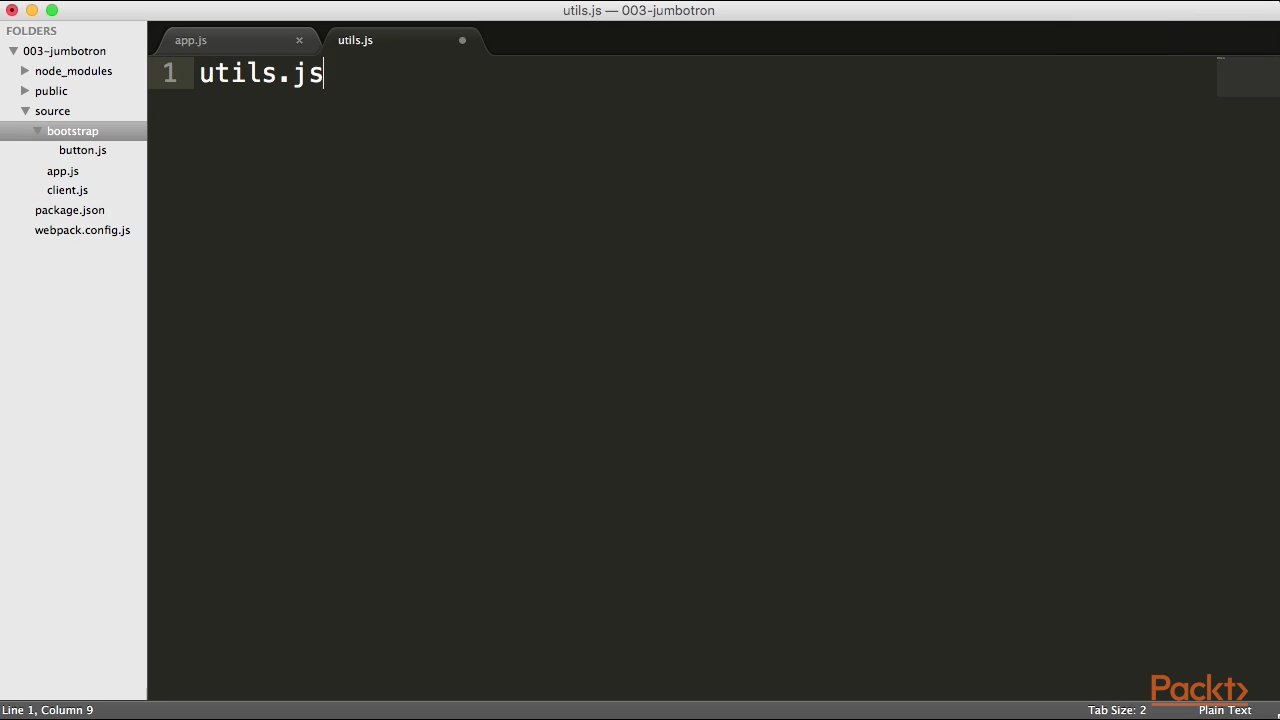 utils.js — 003-jumbotron
FOLDERS
003-jumbotron
node_modules
public
source
bootstrap
button.js
app.js
client.js
package.json
webpack.config.js
app.js ×
utils.js
1 utils.js
Packt>
Line 1, Column 9
Tab Size: 2
Plain Text